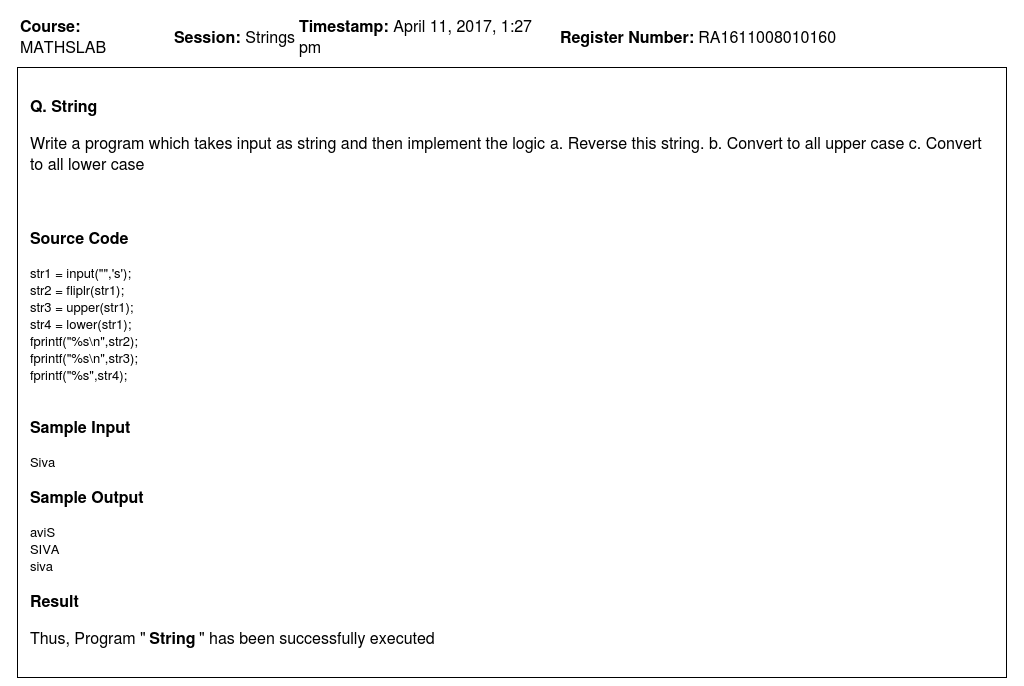 Course:
MATHSLAB
Session: Strings
Timestamp: April 11, 2017, 1:27
pm
Register Number: RA1611008010160
Q. String
Write a program which takes input as string and then implement the logic a. Reverse this string. b. Convert to all upper case c. Convert
to all lower case
Source Code
str1 = input("",'s');
str2 = fliplr(str1);
str3 = upper(str1);
str4 = lower(str1);
fprintf("%s\n",str2);
fprintf("%s\n",str3);
fprintf("%s",str4);
Sample Input
Siva
Sample Output
aviS
SIVA
siva
Result
Thus, Program " String " has been successfully executed